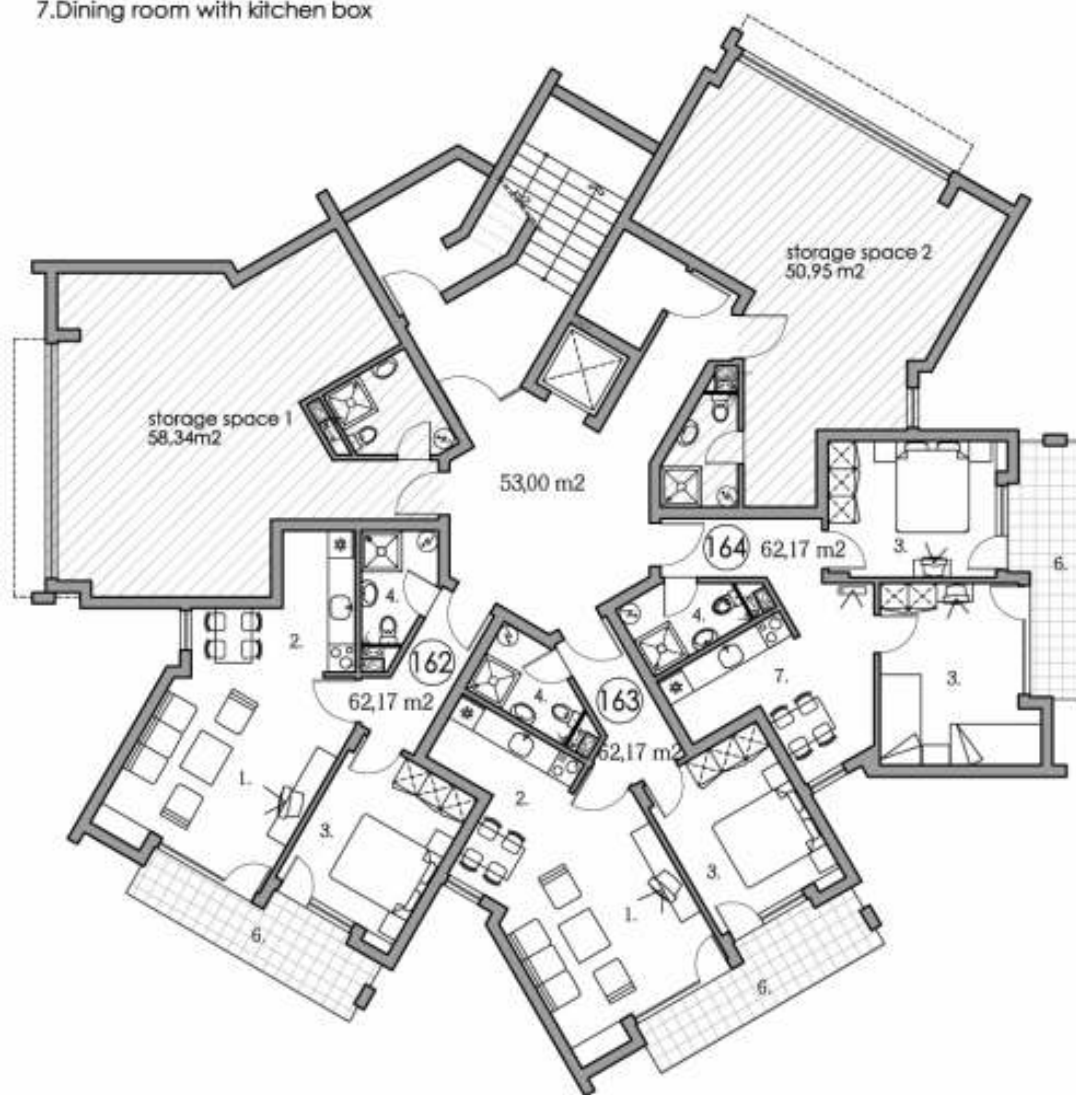 7.Dining room with kitchen box
storage space 2
50,95 m2
storage space 1
58,34m2
53,00 m2
164
62,17 m2
3.
6.
4.
2.
4.
162
62,17 m2
7.
3.
4.
163
62,17 m2
1.
2.
3.
3.
1.
6.
6.